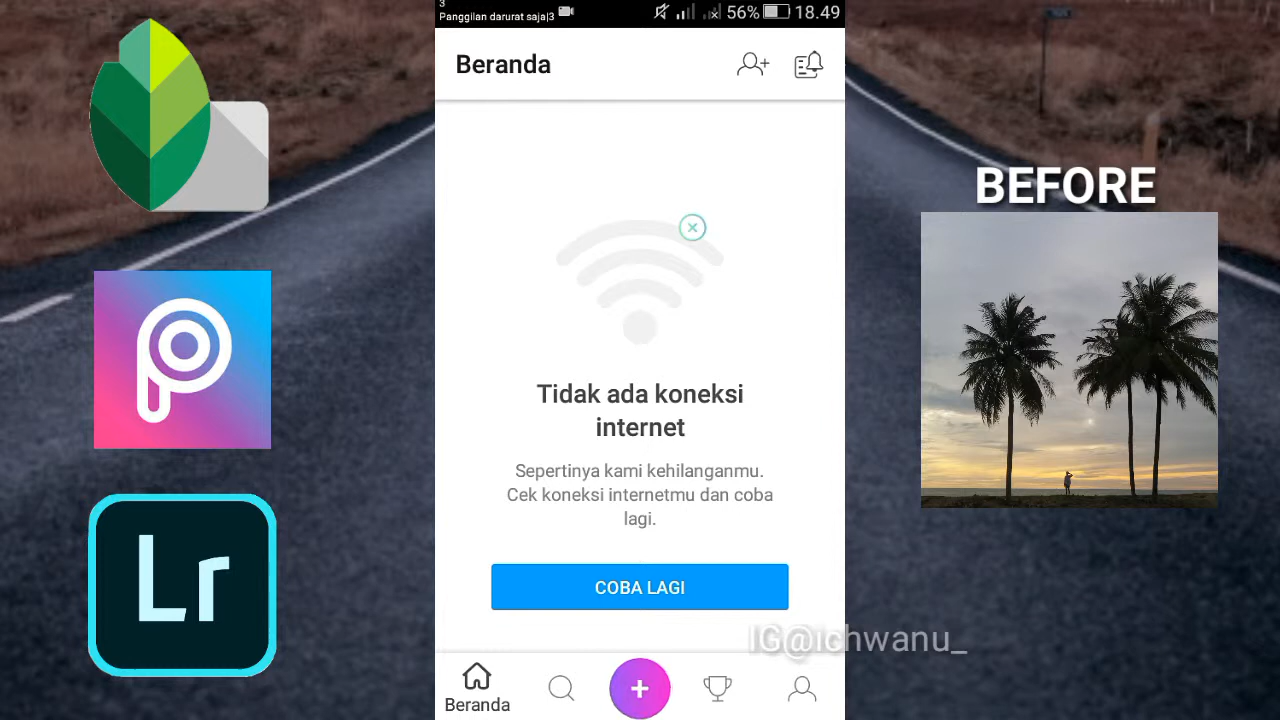 3
Panggilan darurat saja|3
56%
18.49
Beranda
BEFORE
Tidak ada koneksi
internet
Sepertinya kami kehilanganmu.
Cek koneksi internetmu dan coba
lagi.
COBA LAGI
Lr
IG@ichwanu_
Beranda